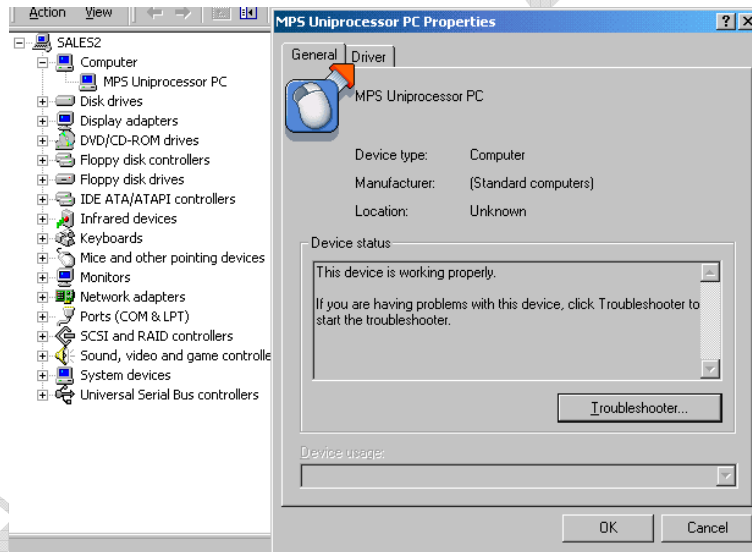 Action View
SALES2
Computer
MPS Uniprocessor PC
Disk drives
Display adapters
DVD/CD-ROM drives
Floppy disk controllers
Floppy disk drives
IDE ATA/ATAPI controllers
Infrared devices
Keyboards
Mice and other pointing devices
Monitors
Network adapters
Ports (COM & LPT)
SCSI and RAID controllers
Sound, video and game controlle
System devices
Universal Serial Bus controllers
MPS Uniprocessor PC Properties
General Driver
MPS Uniprocessor PC
Device type: Computer
Manufacturer: (Standard computers)
Location: Unknown
Device status
This device is working properly.
If you are having problems with this device, click Troubleshooter to
start the troubleshooter.
Troubleshooter...
Device usage:
OK Cancel